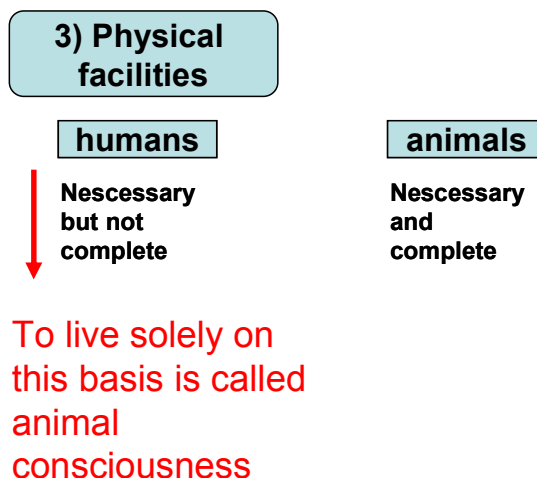 3) Physical
facilities
humans
animals
Nescessary
but not
complete
Nescessary
and
complete
To live solely on
this basis is called
animal
consciousness